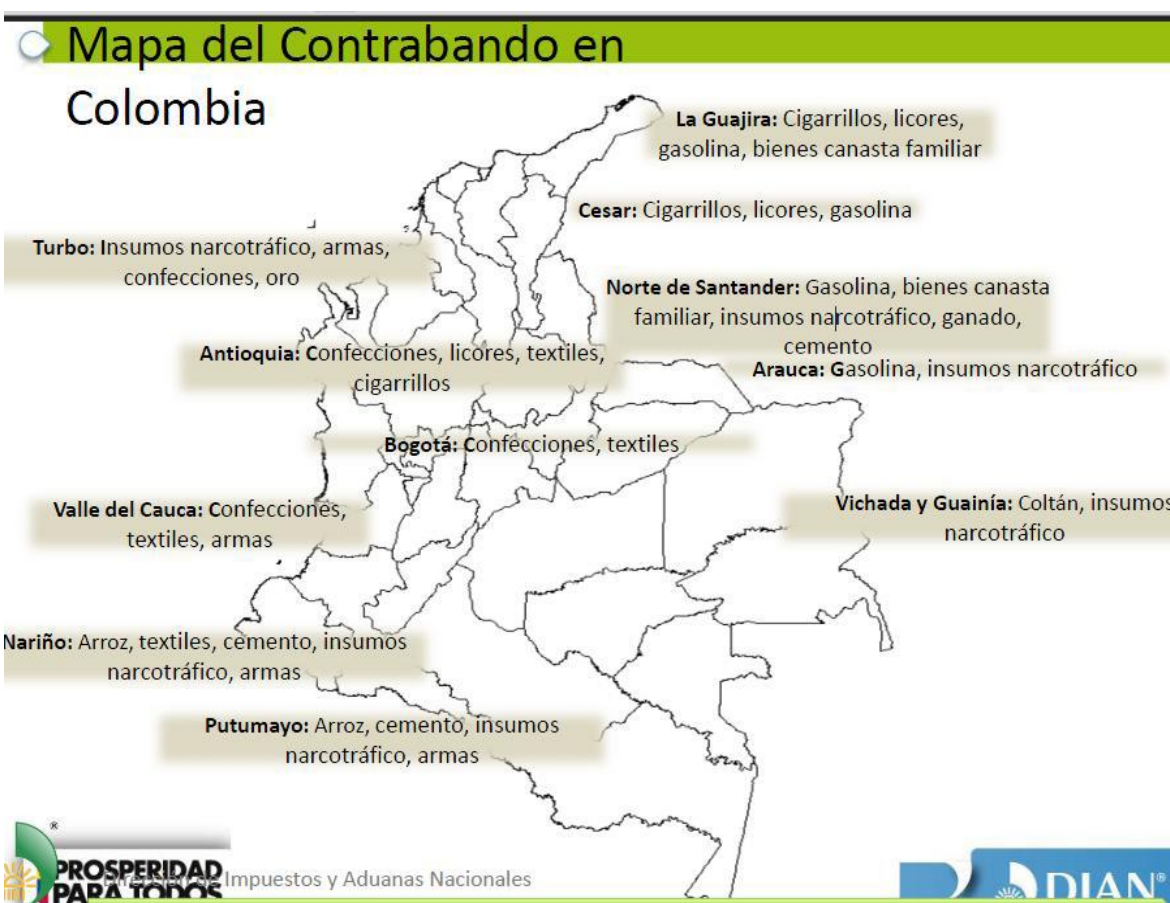 Mapa del Contrabando en
Colombia
La Guajira: Cigarrillos, licores,
gasolina, bienes canasta familiar
Cesar: Cigarrillos, licores, gasolina
Turbo: Insumos narcotráfico, armas,
confecciones, oro
Norte de Santander: Gasolina, bienes canasta
familiar, insumos narcotráfico, ganado,
cemento
Antioquia: Confecciones, licores, textiles,
cigarrillos
Arauca: Gasolina, insumos narcotráfico
Bogotá: Confecciones, textiles
Valle del Cauca: Confecciones,
textiles, armas
Vichada y Guainía: Coltán, insumos
narcotráfico
Nariño: Arroz, textiles, cemento, insumos
narcotráfico, armas
Putumayo: Arroz, cemento, insumos
narcotráfico, armas
®
PROSPERIDAD
PARA TODOS
Dirección de Impuestos y Aduanas Nacionales
DIAN®